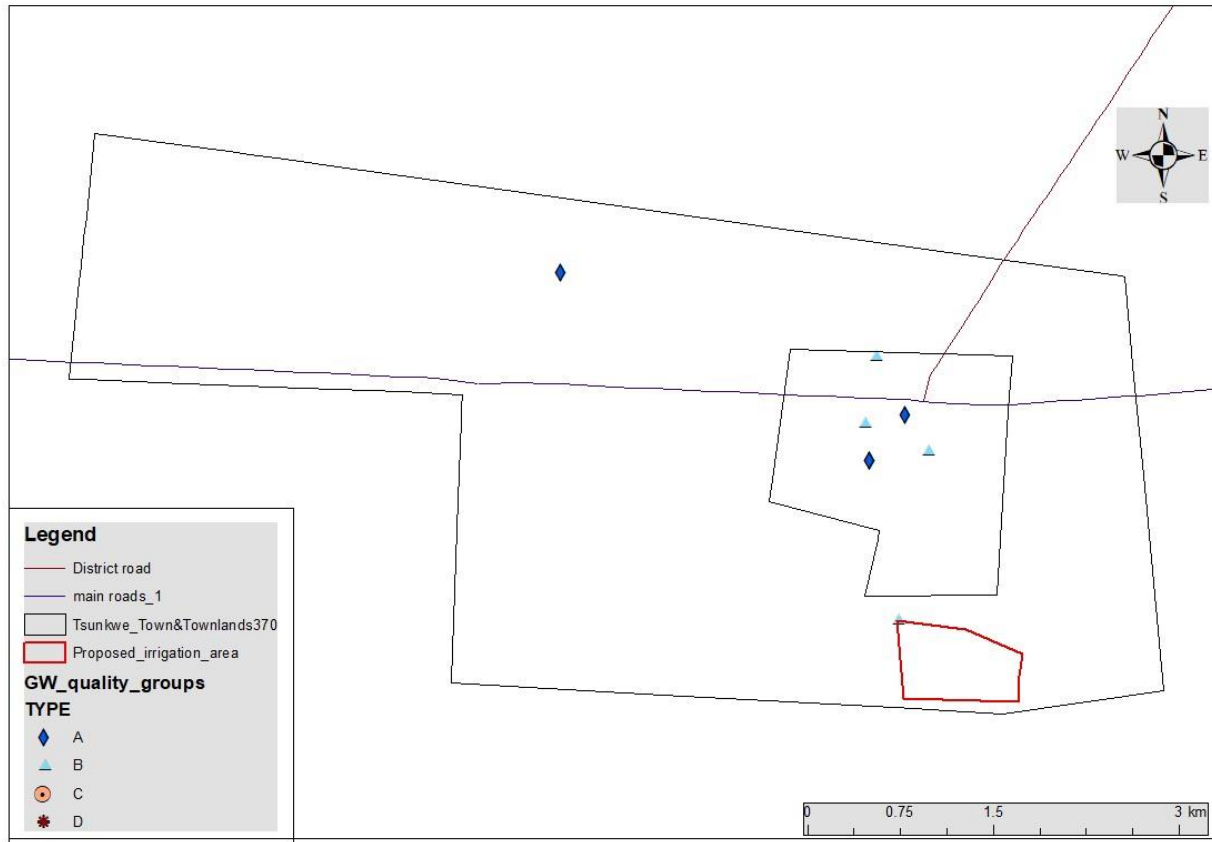 N
W E
S
Legend
District road
main roads_1
Tsunkwe_Town&Townlands370
Proposed_irrigation_area
GW_quality_groups
TYPE
A
B
C
D
0 0.75 1.5 3 km